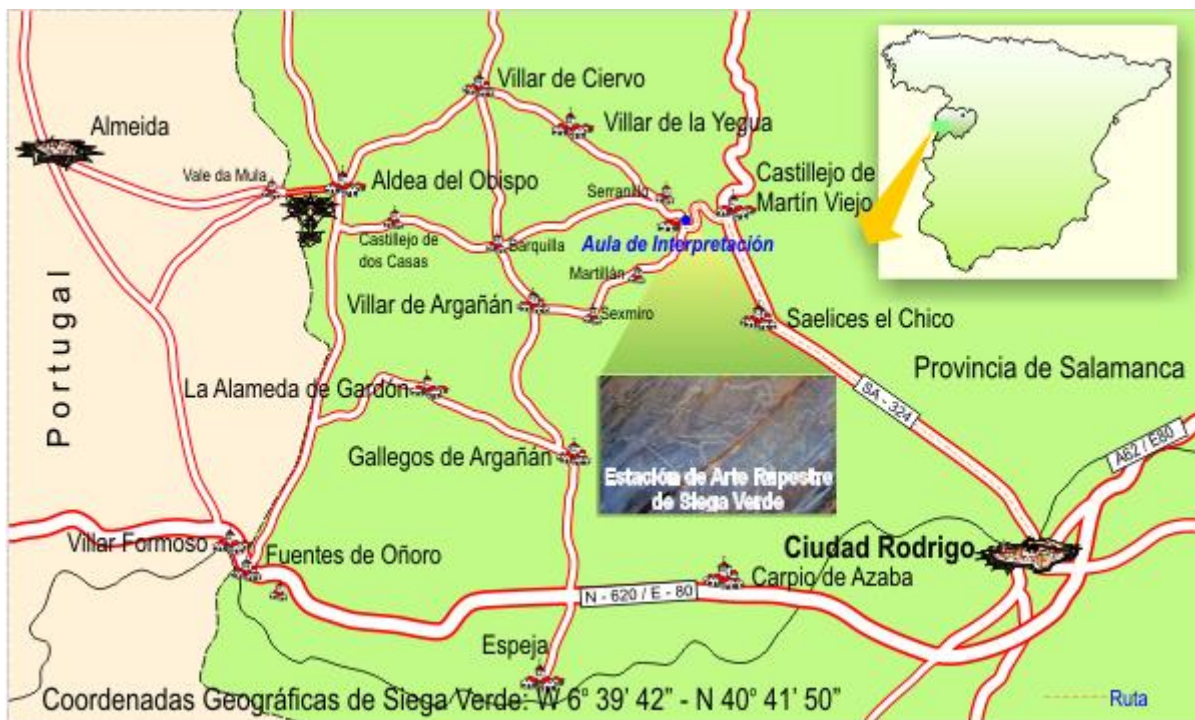 Villar de Ciervo
Almeida
Villar de la Yegua
Vale da Mula
Aldea del Obispo
Serranillo
Castillejo de
Martín Viejo
Castillejo de
dos Casas
Barquilla
Aula de Interpretación
Martillán
Villar de Argañán
Sexmiro
Saelices el Chico
Portugal
Provincia de Salamanca
La Alameda de Gardón
SA - 324
Gallegos de Argañán
A62 / E80
Estación de Arte Rupestre
de Siega Verde
Villar Formoso
Fuentes de Oñoro
Ciudad Rodrigo
Carpio de Azaba
N - 620 / E - 80
Espeja
Coordenadas Geográficas de Siega Verde: W 6° 39' 42” - N 40° 41' 50”
Ruta